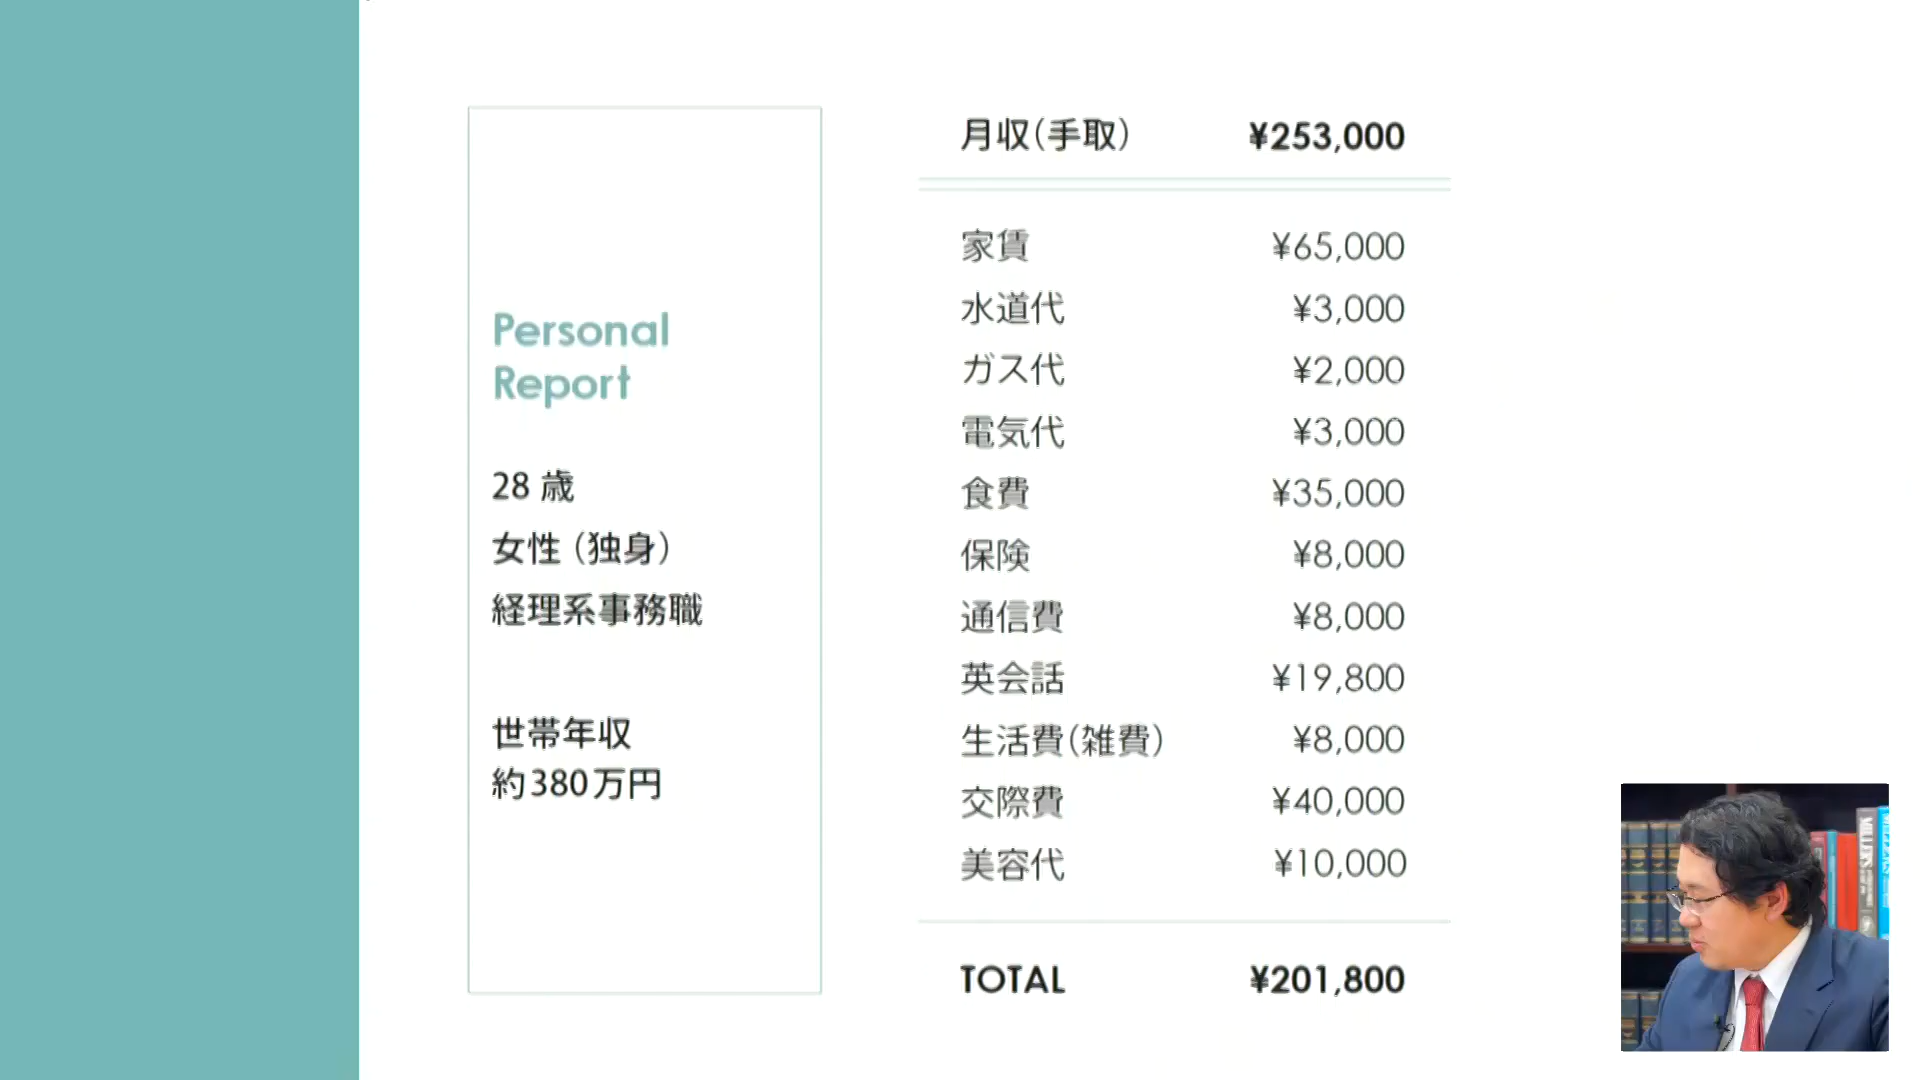 Personal
Report
28 歳
女性（独身）
経理系事務職
世帯年収
約380万円
月収(手取) ¥253,000
家賃 ¥65,000
水道代 ¥3,000
ガス代 ¥2,000
電気代 ¥3,000
食費 ¥35,000
保険 ¥8,000
通信費 ¥8,000
英会話 ¥19,800
生活費(雑費) ¥8,000
交際費 ¥40,000
美容代 ¥10,000
TOTAL ¥201,800